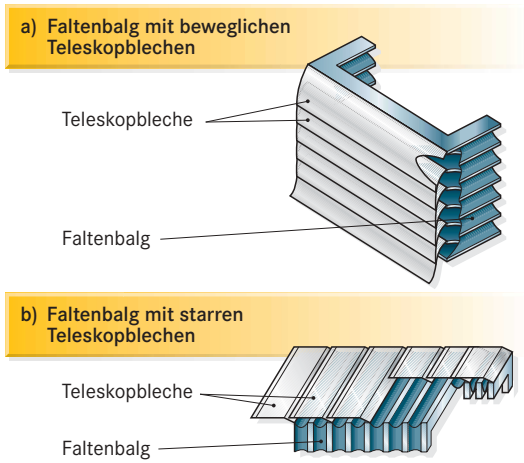 a) Faltenbalg mit beweglichen
Teleskopblechen
Teleskopbleche
Faltenbalg
b) Faltenbalg mit starren
Teleskopblechen
Teleskopbleche
Faltenbalg